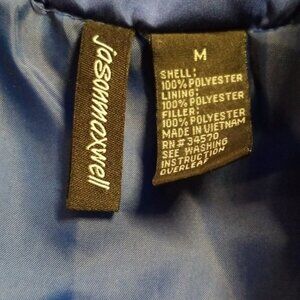 jasonmaxwell
M
SHELL:
100% POLYESTER
LINING:
100% POLYESTER
FILLER:
100% POLYESTER
MADE IN VIETNAM
RN# 34570
SEE WASHING
INSTRUCTION
OVERLEAF